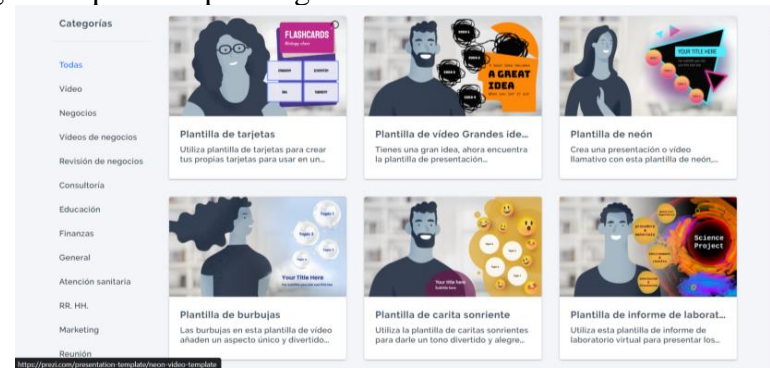 Categorías
Todas
Vídeo
Negocios
Vídeos de negocios
Revisión de negocios
Consultoría
Educación
Finanzas
General
Atención sanitaria
RR. HH.
Marketing
Reunión
FLASHCARDS
Biology class
A GREAT
IDEA
YOUR TITLE HERE
Plantilla de tarjetas
Utiliza plantilla de tarjetas para crear
tus propias tarjetas para usar en un...
Plantilla de vídeo Grandes ide...
Tienes una gran idea, ahora encuentra
la plantilla de presentación...
Plantilla de neón
Crea una presentación o vídeo
llamativo con esta plantilla de neón,...
Your Title Here
Your title here
Subtitle here
Science
Project
Plantilla de burbujas
Las burbujas en esta plantilla de vídeo
añaden un aspecto único y divertido...
Plantilla de carita sonriente
Utiliza la plantilla de caritas sonrientes
para darle un tono divertido y alegre...
Plantilla de informe de laborat...
Utiliza esta plantilla de informe de
laboratorio virtual para presentar los...
https://prezi.com/presentation-template/neon-video-template